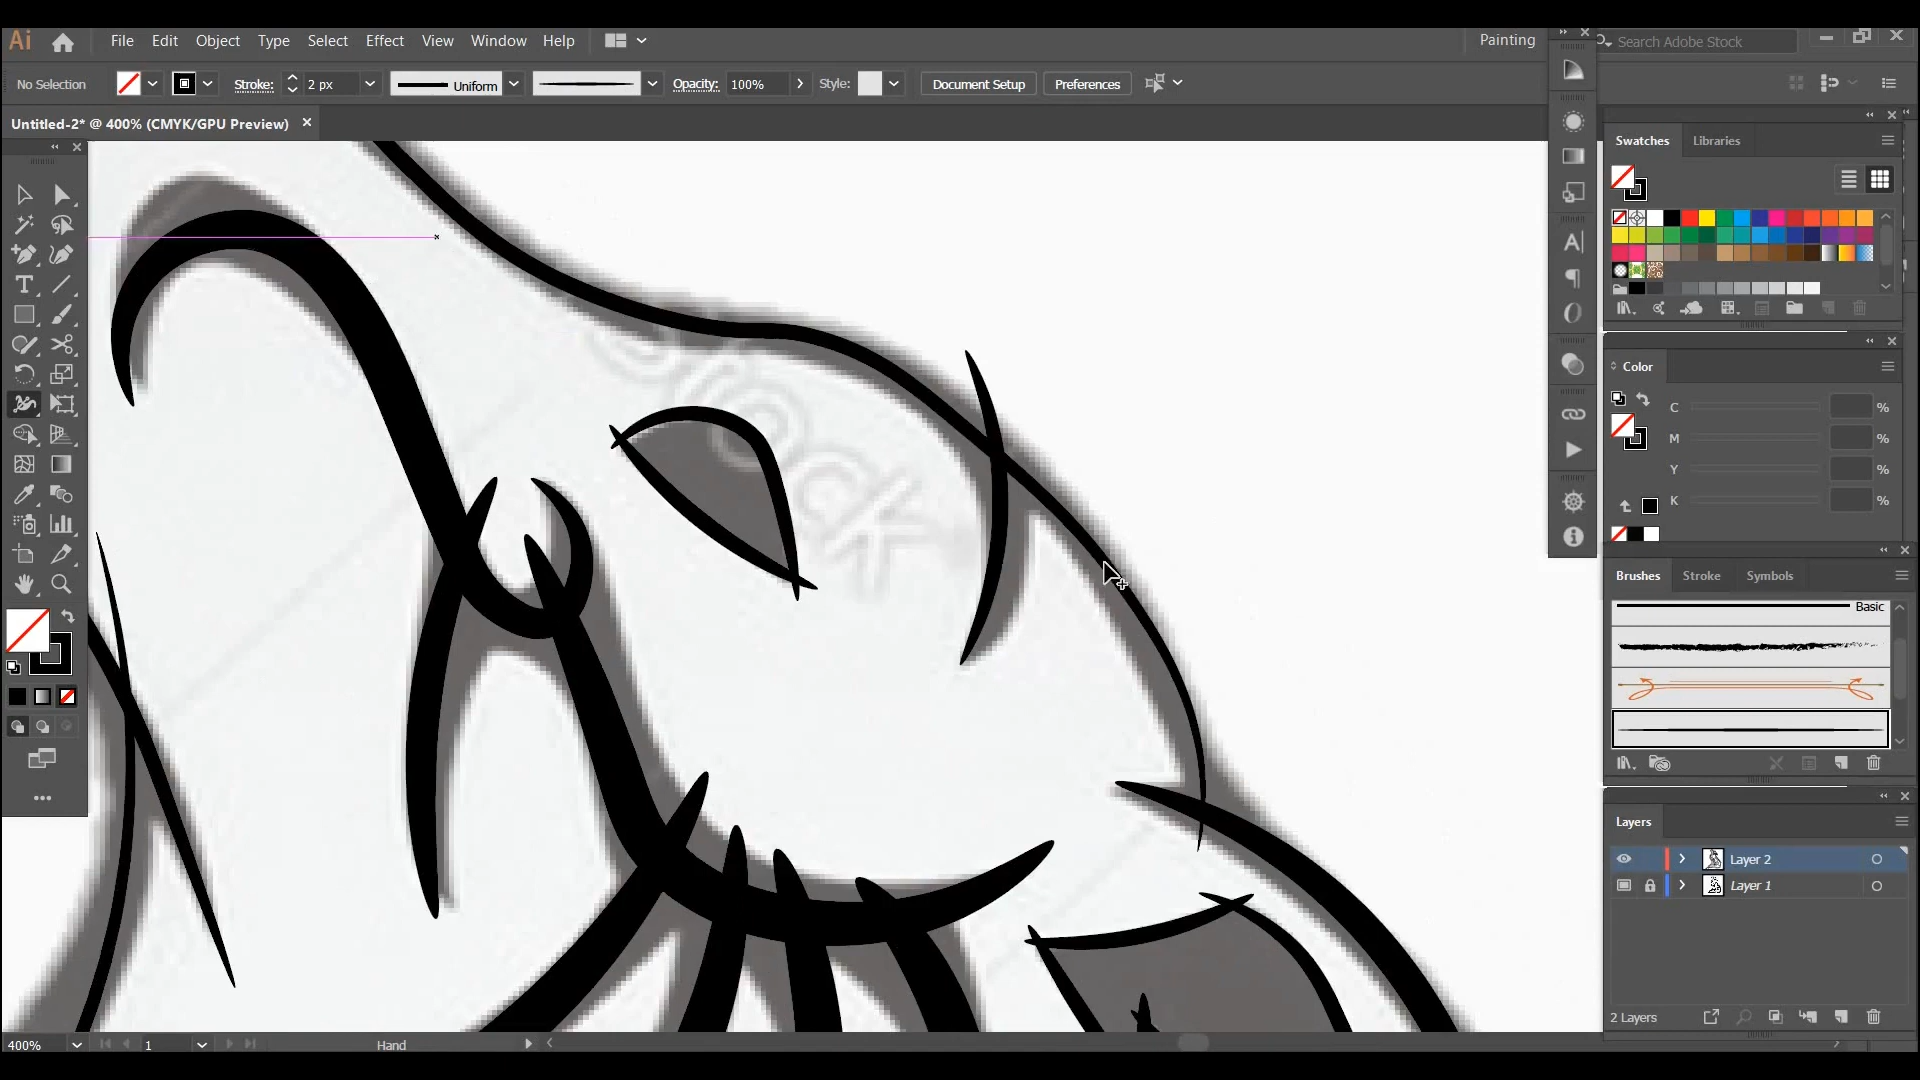 Ai File Edit Object Type Select Effect View Window Help Painting Search Adobe Stock
No Selection Stroke: 2 px Uniform Opacity: 100% Style: Document Setup Preferences
Untitled-2* @ 400% (CMYK/GPU Preview)
Swatches Libraries
Color
C %
M %
Y %
K %
Brushes Stroke Symbols
Basic
Layers
Layer 2
Layer 1
2 Layers
400% 1 Hand